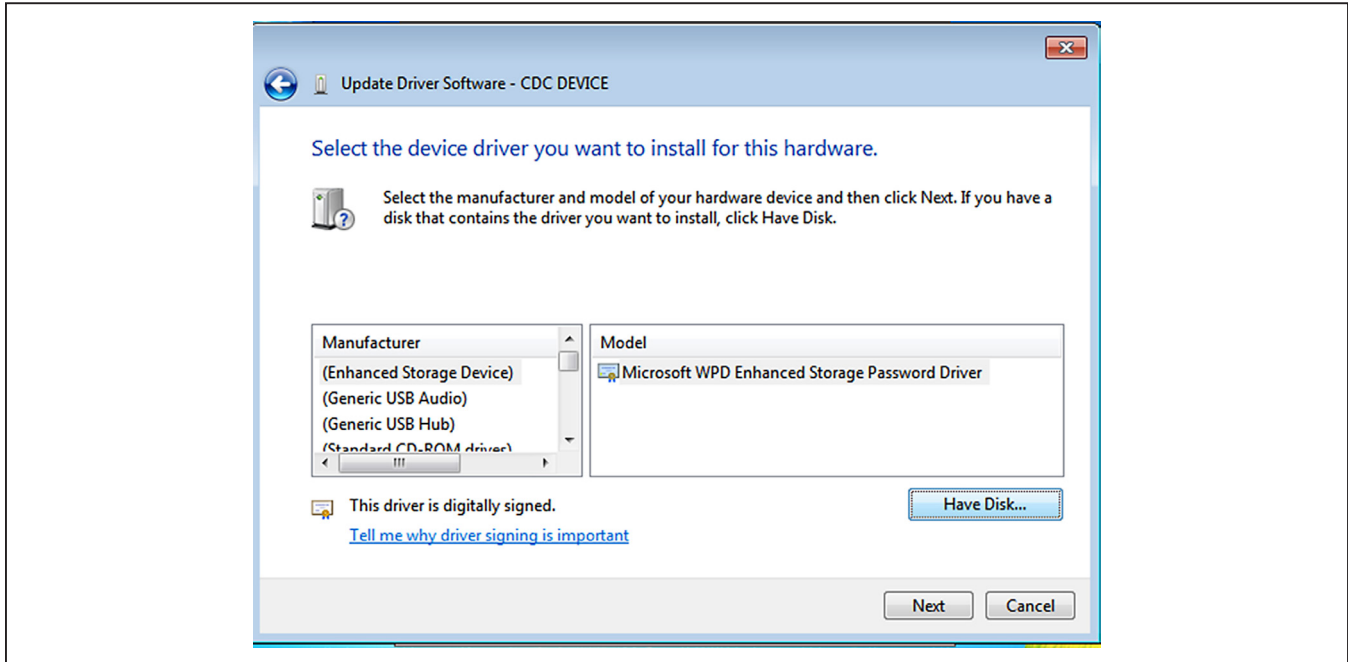 Update Driver Software - CDC DEVICE
Select the device driver you want to install for this hardware.
Select the manufacturer and model of your hardware device and then click Next. If you have a
disk that contains the driver you want to install, click Have Disk.
Manufacturer
(Enhanced Storage Device)
(Generic USB Audio)
(Generic USB Hub)
(Standard CD-ROM drives)
Model
Microsoft WPD Enhanced Storage Password Driver
This driver is digitally signed.
Have Disk...
Tell me why driver signing is important
Next
Cancel